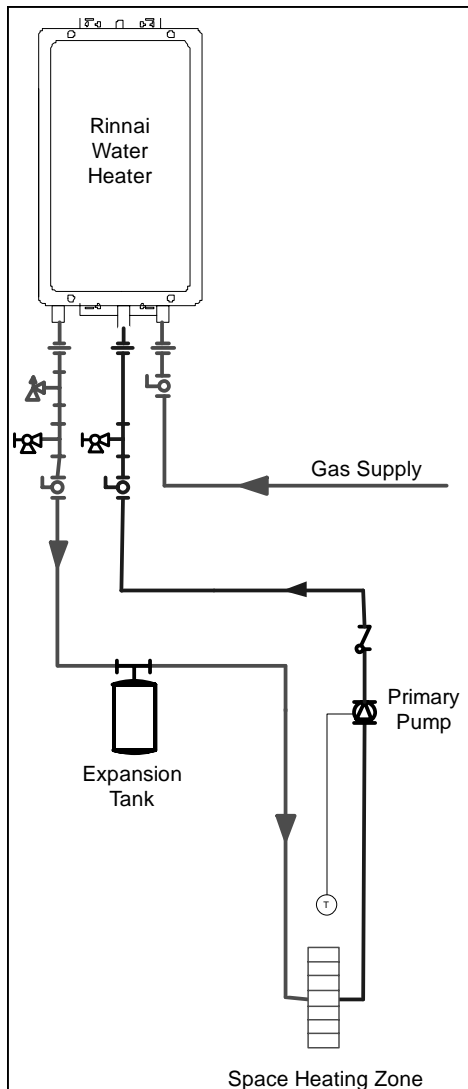 Rinnai
Water
Heater
Gas Supply
Primary
Pump
Expansion
Tank
T
Space Heating Zone